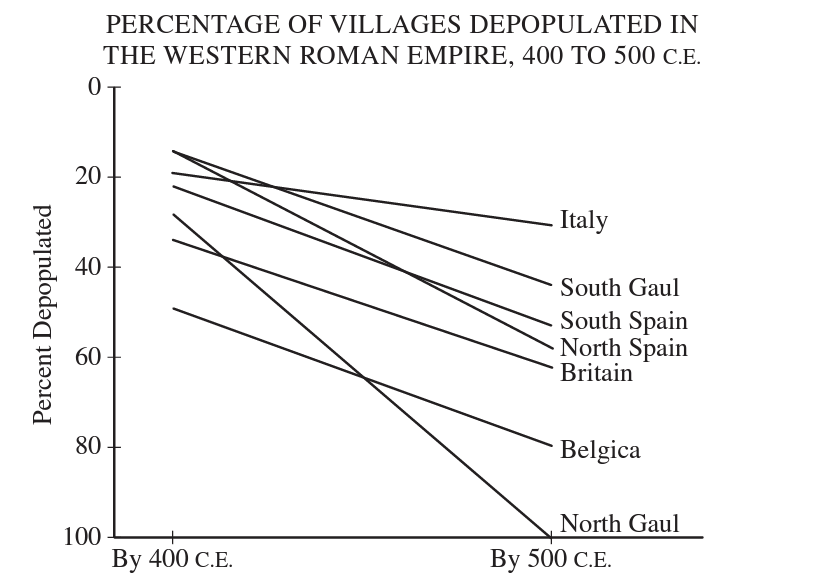 PERCENTAGE OF VILLAGES DEPOPULATED IN
THE WESTERN ROMAN EMPIRE, 400 TO 500 C.E.
Percent Depopulated
0
20
40
60
80
100
Italy
South Gaul
South Spain
North Spain
Britain
Belgica
North Gaul
By 400 C.E.
By 500 C.E.